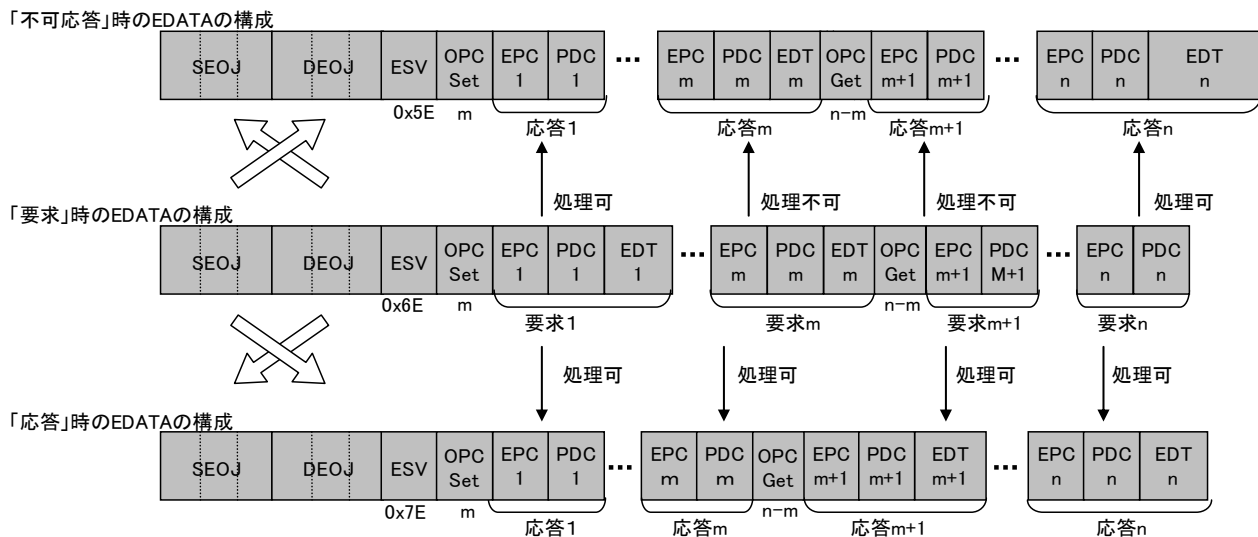 「不可応答」時のEDATAの構成
SEOJ DEOJ ESV OPC Set EPC 1 PDC 1 … EPC m PDC m EDT m OPC Get EPC m+1 PDC m+1 … EPC n PDC n EDT n
0x5E m 応答1 応答m n-m 応答m+1 応答n
処理可 処理不可 処理不可 処理可
「要求」時のEDATAの構成
SEOJ DEOJ ESV OPC Set EPC 1 PDC 1 EDT 1 … EPC m PDC m EDT m OPC Get EPC m+1 PDC M+1 … EPC n PDC n
0x6E m 要求1 要求m n-m 要求m+1 要求n
処理可 処理可 処理可 処理可
「応答」時のEDATAの構成
SEOJ DEOJ ESV OPC Set EPC 1 PDC 1 … EPC m PDC m OPC Get EPC m+1 PDC m+1 EDT m+1 … EPC n PDC n EDT n
0x7E m 応答1 応答m n-m 応答m+1 応答n